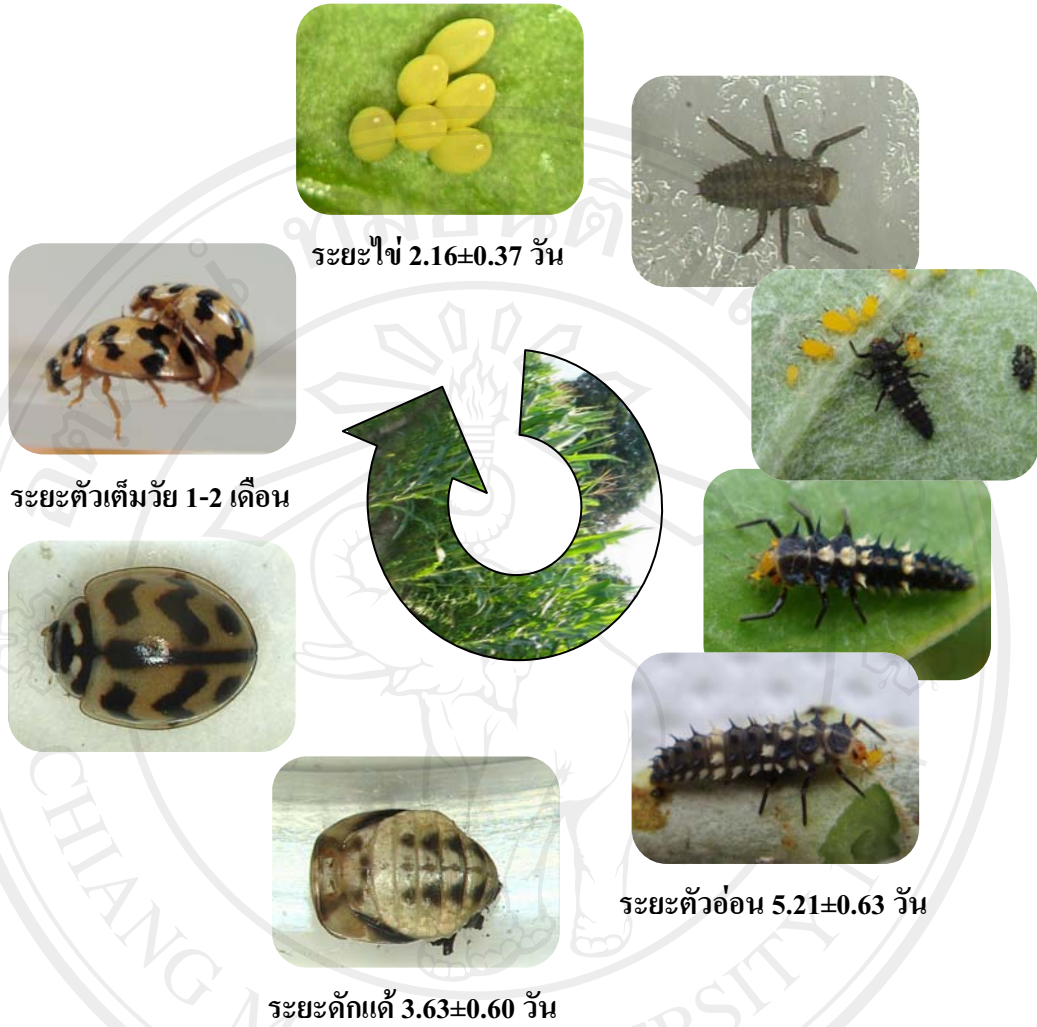 ระยะไข่ 2.16±0.37 วัน
ระยะตัวเต็มวัย 1-2 เดือน
ระยะตัวอ่อน 5.21±0.63 วัน
ระยะดักแด้ 3.63±0.60 วัน
CHIANG M
ERSITY